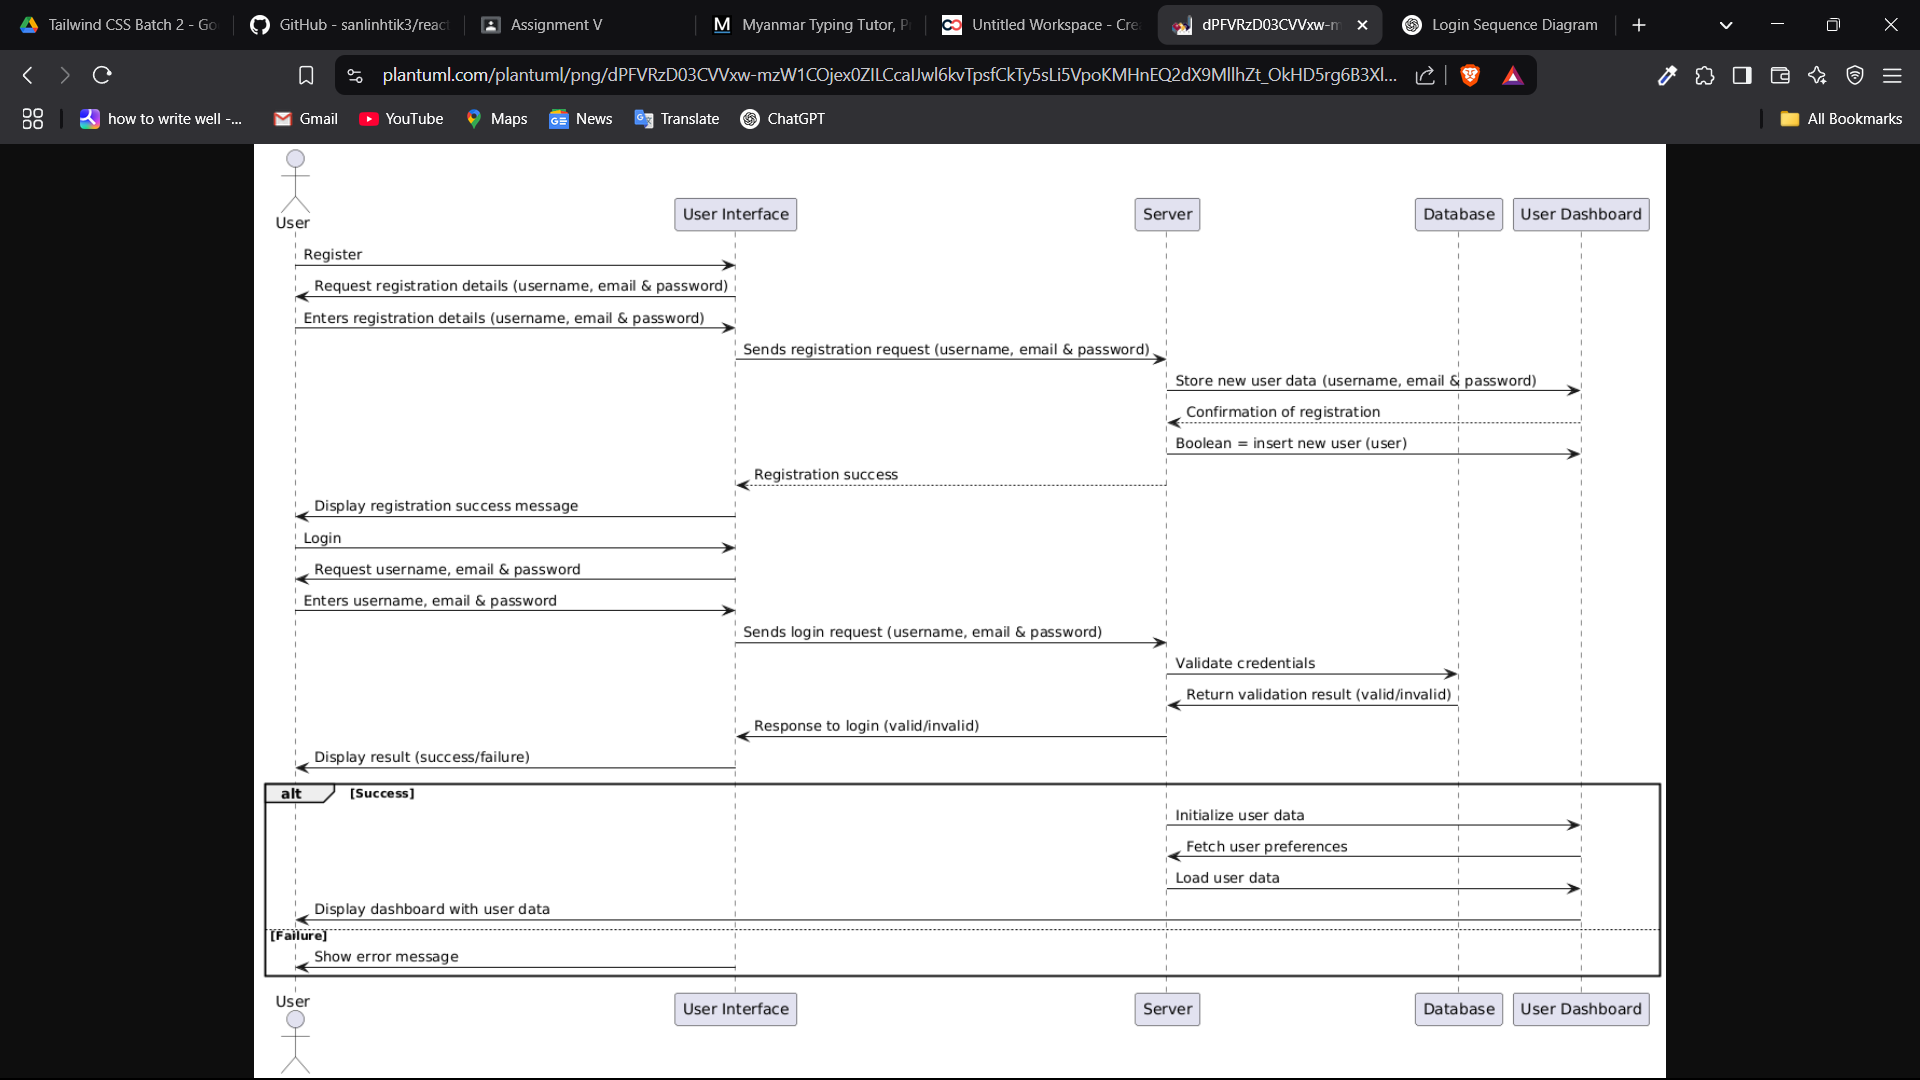 Tailwind CSS Batch 2 - Go
GitHub - sanlinhtik3/react
Assignment V
Myanmar Typing Tutor, P
Untitled Workspace - Crea
dPFVRzD03CVVxw-m
Login Sequence Diagram
plantuml.com/plantuml/png/dPFVRzD03CVVxw-mzW1COjex0ZILCcaIJwl6kvTpsfCkTy5sLi5VpoKMHnEQ2dX9MllhZt_OkHD5rg6B3Xl...
how to write well -...
Gmail
YouTube
Maps
News
Translate
ChatGPT
All Bookmarks
User
User Interface
Server
Database
User Dashboard
Register
Request registration details (username, email & password)
Enters registration details (username, email & password)
Sends registration request (username, email & password)
Store new user data (username, email & password)
Confirmation of registration
Boolean = insert new user (user)
Registration success
Display registration success message
Login
Request username, email & password
Enters username, email & password
Sends login request (username, email & password)
Validate credentials
Return validation result (valid/invalid)
Response to login (valid/invalid)
Display result (success/failure)
alt [Success]
Initialize user data
Fetch user preferences
Load user data
Display dashboard with user data
[Failure]
Show error message
User
User Interface
Server
Database
User Dashboard